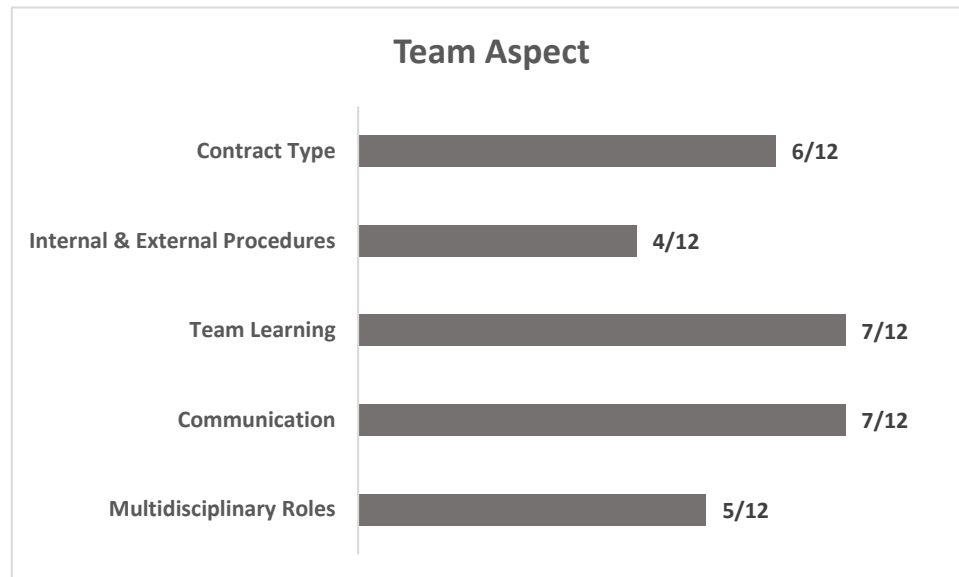 Team Aspect
Contract Type
6/12
Internal & External Procedures
4/12
Team Learning
7/12
Communication
7/12
Multidisciplinary Roles
5/12